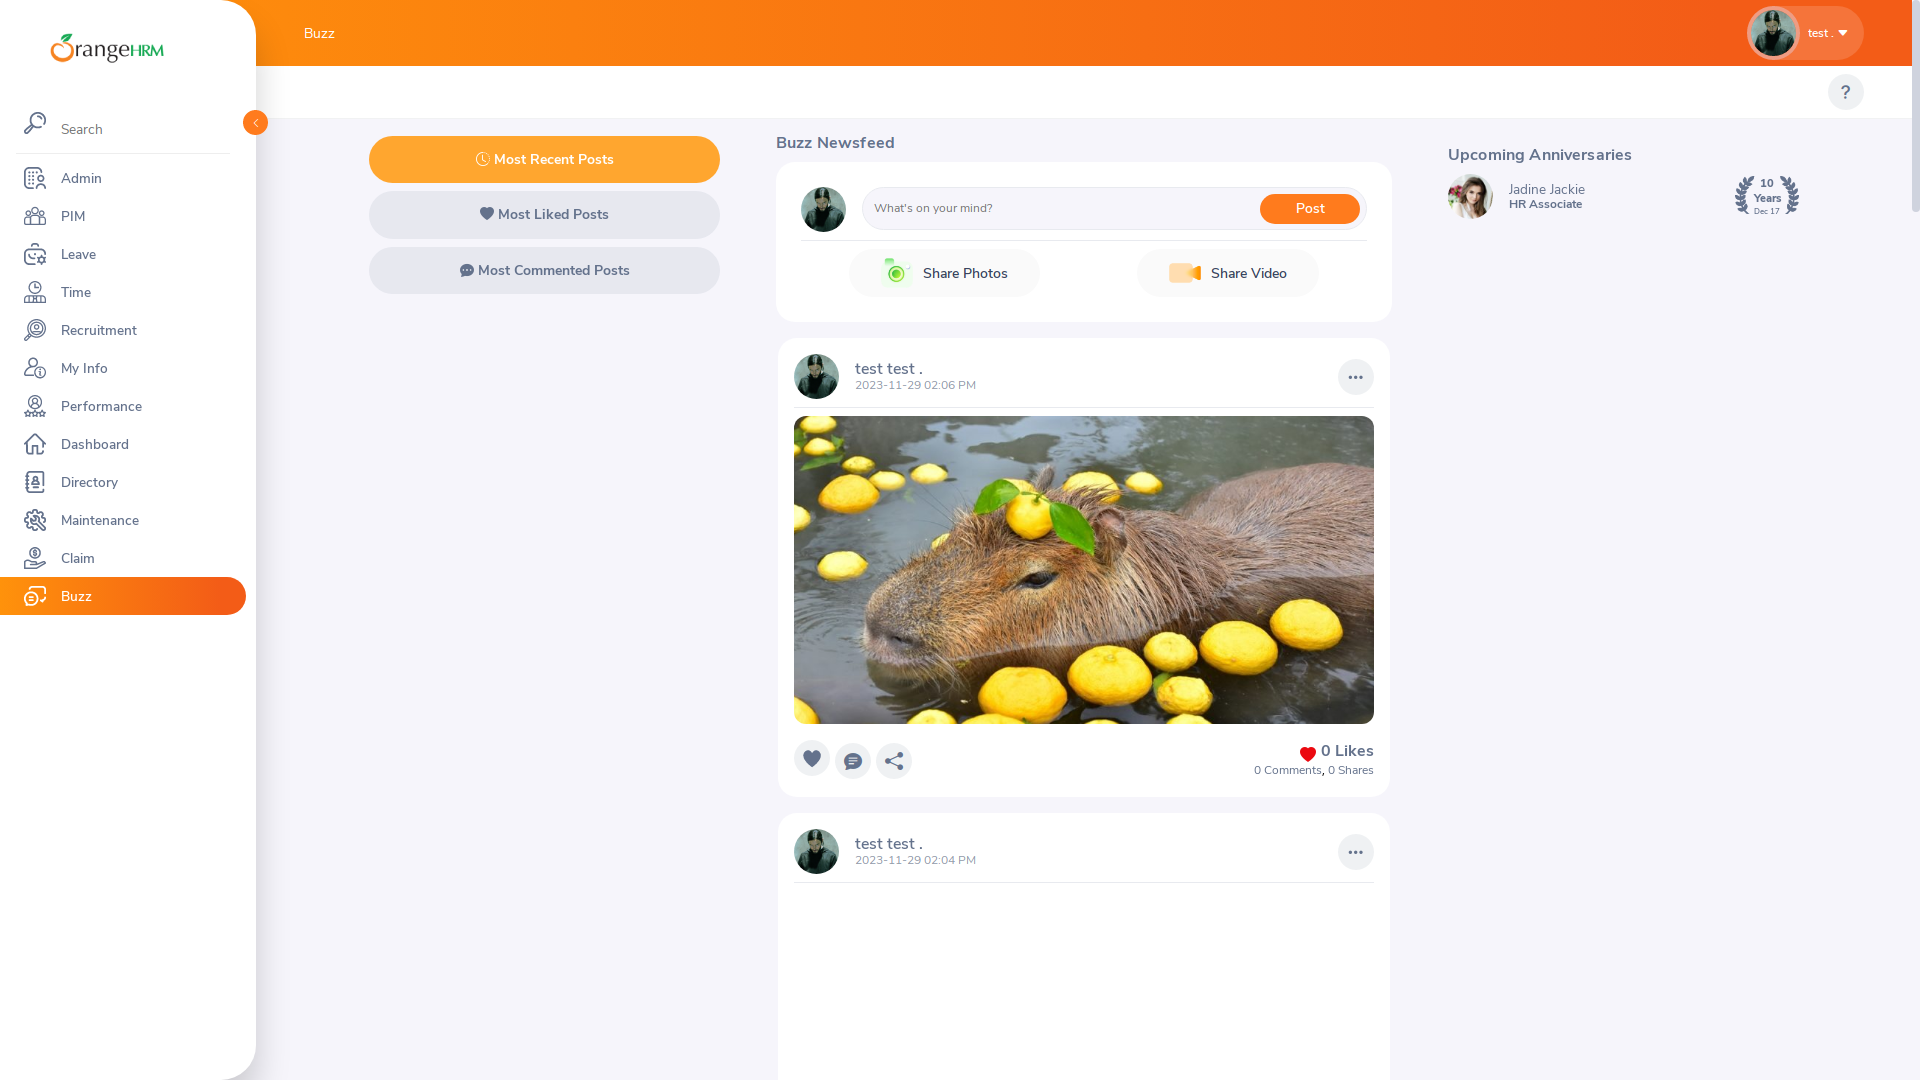 OrangeHRM
Search
Admin
PIM
Leave
Time
Recruitment
My Info
Performance
Dashboard
Directory
Maintenance
Claim
Buzz
Buzz
test .
?
Most Recent Posts
Most Liked Posts
Most Commented Posts
Buzz Newsfeed
What's on your mind?
Post
Share Photos
Share Video
test test .
2023-11-29 02:06 PM
0 Likes
0 Comments, 0 Shares
test test .
2023-11-29 02:04 PM
Upcoming Anniversaries
Jadine Jackie
HR Associate
10
Years
Dec 17